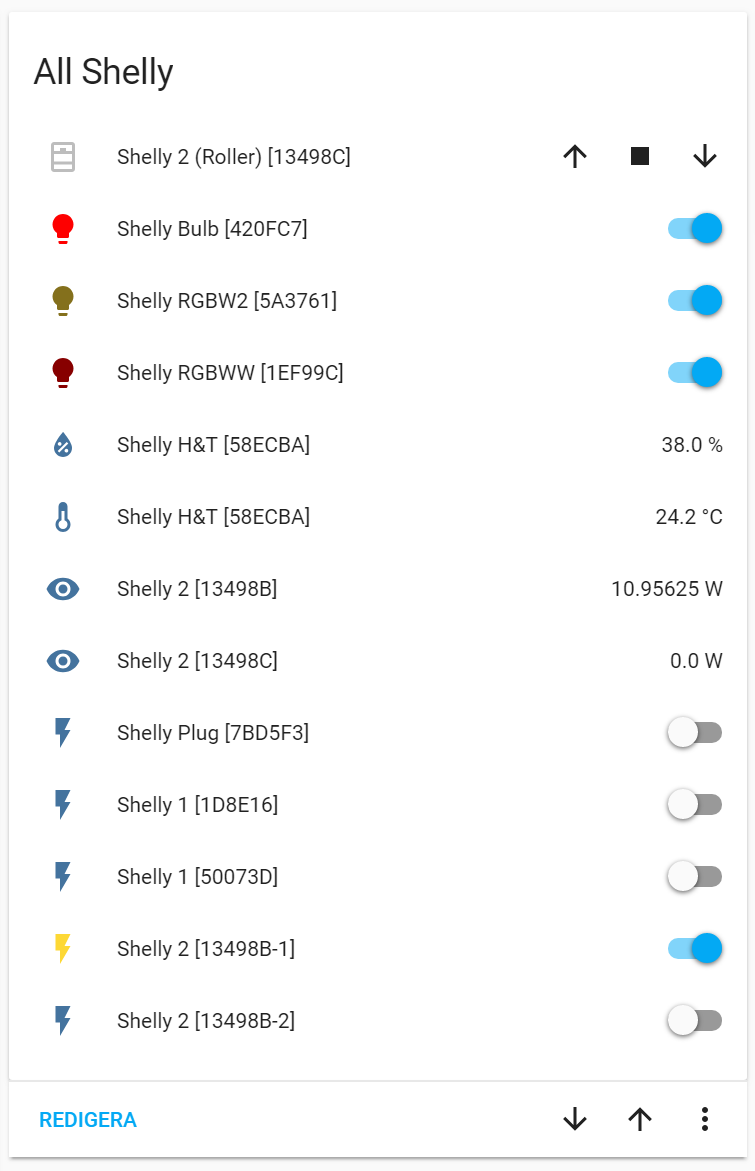 All Shelly
Shelly 2 (Roller) [13498C]
Shelly Bulb [420FC7]
Shelly RGBW2 [5A3761]
Shelly RGBWW [1EF99C]
Shelly H&T [58ECBA] 38.0 %
Shelly H&T [58ECBA] 24.2 °C
Shelly 2 [13498B] 10.95625 W
Shelly 2 [13498C] 0.0 W
Shelly Plug [7BD5F3]
Shelly 1 [1D8E16]
Shelly 1 [50073D]
Shelly 2 [13498B-1]
Shelly 2 [13498B-2]
REDIGERA